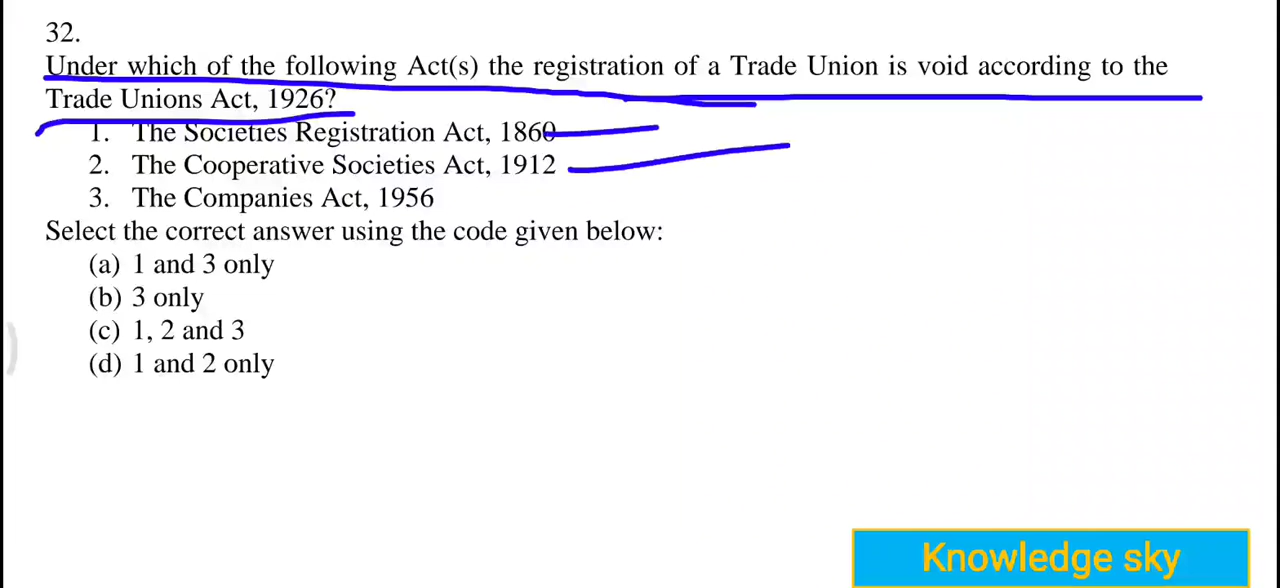 32.
Under which of the following Act(s) the registration of a Trade Union is void according to the
Trade Unions Act, 1926?
1. The Societies Registration Act, 1860
2. The Cooperative Societies Act, 1912
3. The Companies Act, 1956
Select the correct answer using the code given below:
(a) 1 and 3 only
(b) 3 only
(c) 1, 2 and 3
(d) 1 and 2 only
Knowledge sky